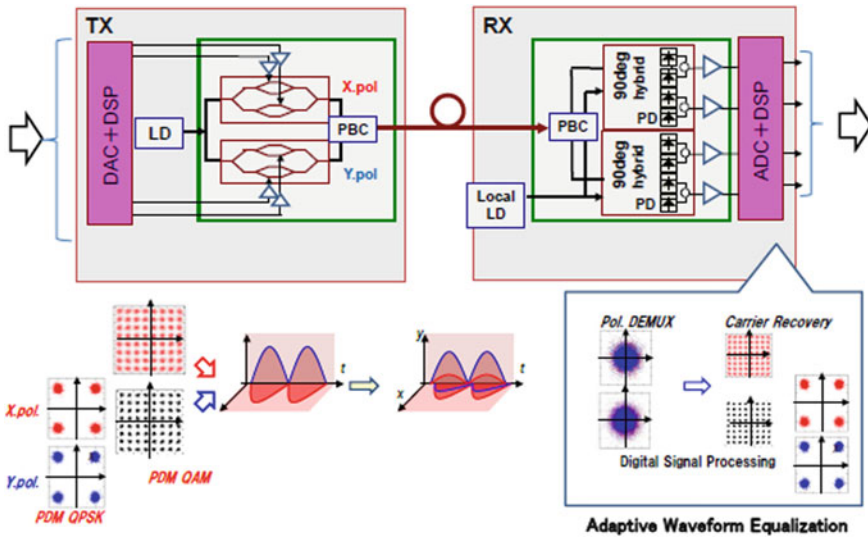 TX
RX
DAC+DSP
LD
X.pol
Y.pol
PBC
PBC
Local
LD
90deg
hybrid
PD
90deg
hybrid
PD
ADC+DSP
X.pol.
Y.pol.
PDM QPSK
PDM QAM
t
y
x
t
Pol. DEMUX
Carrier Recovery
Digital Signal Processing
Adaptive Waveform Equalization